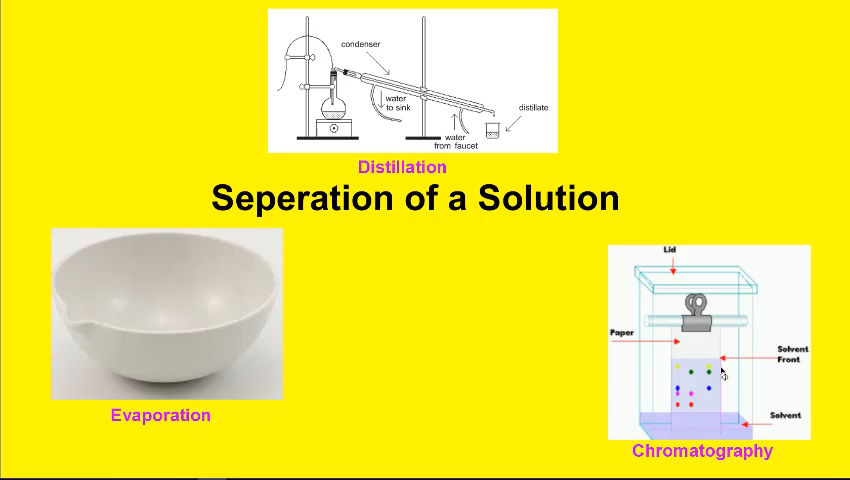 condenser
water
to sink
distillate
water
from faucet
Distillation
Seperation of a Solution
Evaporation
Lid
Paper
Solvent
Front
Solvent
Chromatography